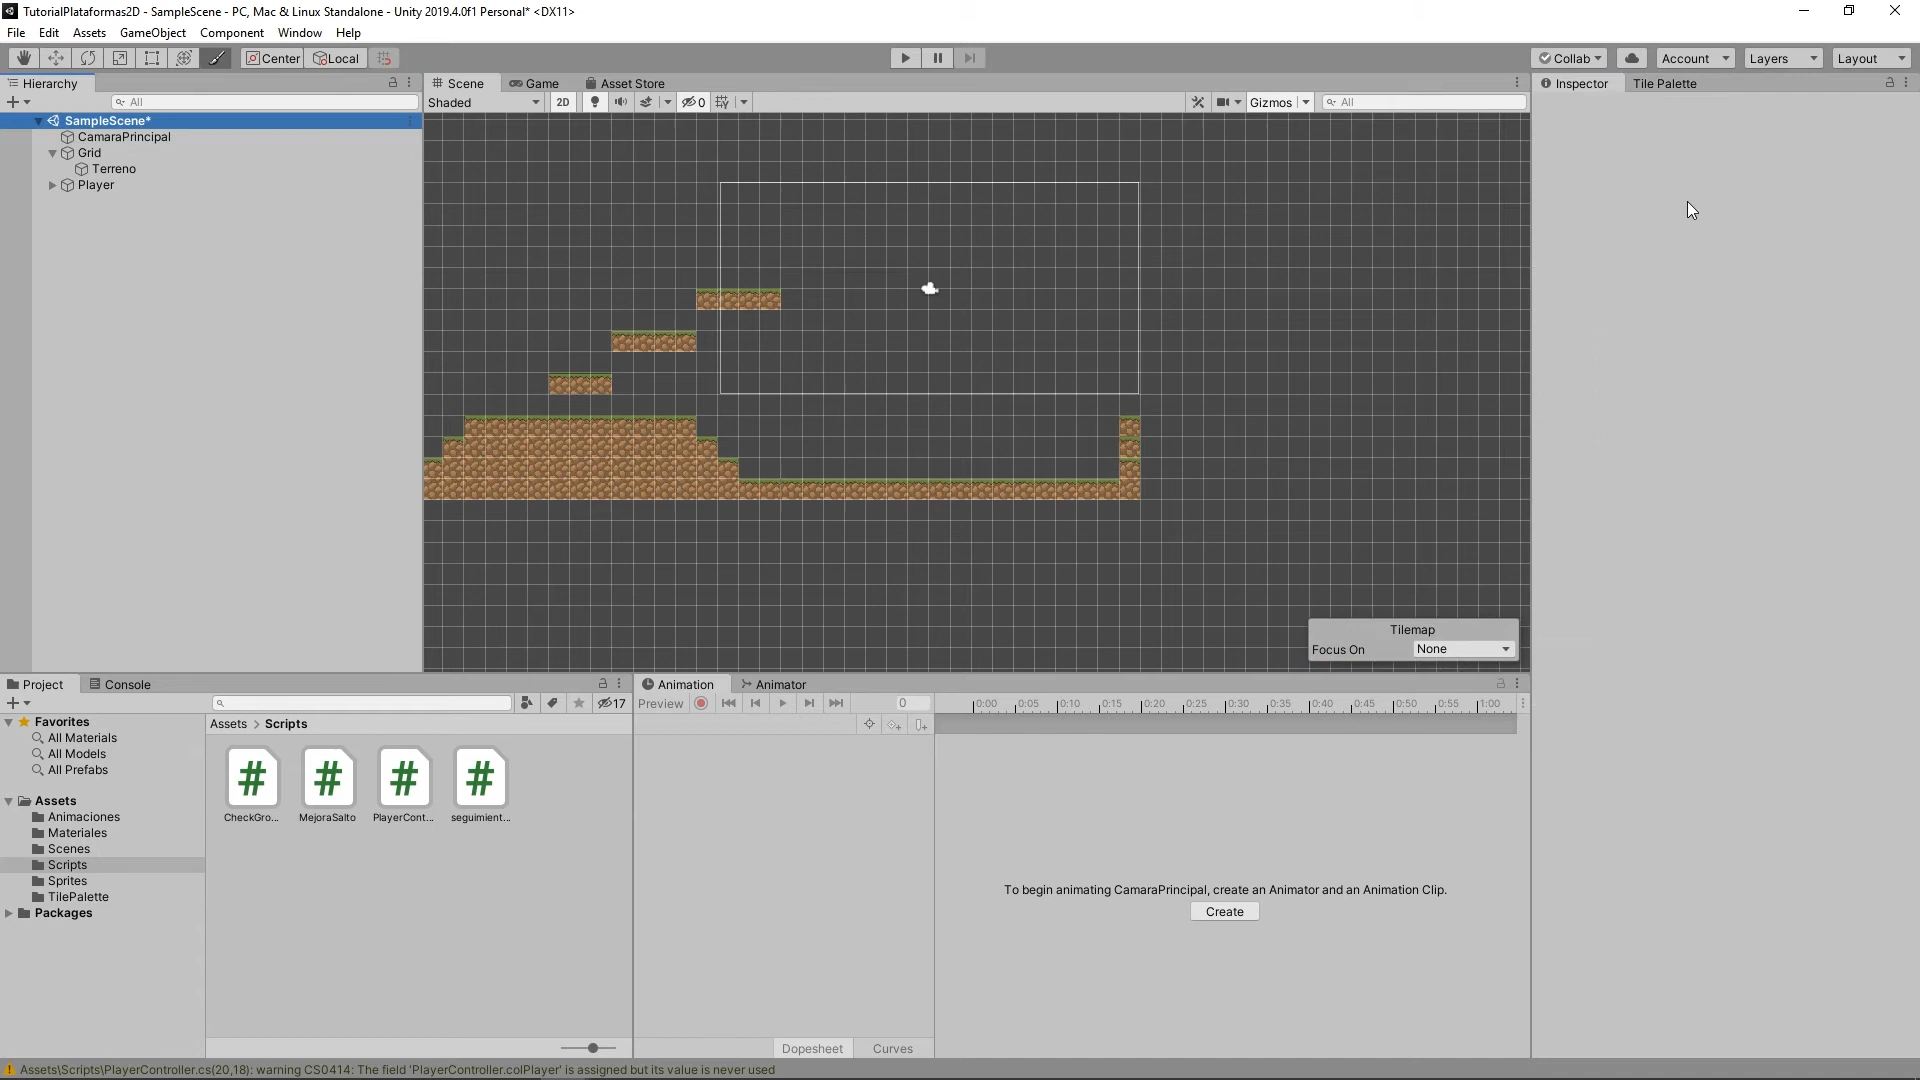 TutorialPlataformas2D - SampleScene - PC, Mac & Linux Standalone - Unity 2019.4.0f1 Personal* <DX11>
File Edit Assets GameObject Component Window Help
Center Local Collab Account Layers Layout
Hierarchy
All
SampleScene*
CamaraPrincipal
Grid
Terreno
Player
Scene Game Asset Store
Shaded 2D 0 Gizmos All
Tilemap
Focus On None
Inspector Tile Palette
Project Console
17
Favorites
All Materials
All Models
All Prefabs
Assets
Animaciones
Materiales
Scenes
Scripts
Sprites
TilePalette
Packages
Assets > Scripts
CheckGro... MejoraSalto PlayerCont... seguimient...
Animation Animator
Preview 0 0:00 0:05 0:10 0:15 0:20 0:25 0:30 0:35 0:40 0:45 0:50 0:55 1:00
To begin animating CamaraPrincipal, create an Animator and an Animation Clip.
Create
Dopesheet Curves
Assets\Scripts\PlayerController.cs(20,18): warning CS0414: The field 'PlayerController.colPlayer' is assigned but its value is never used